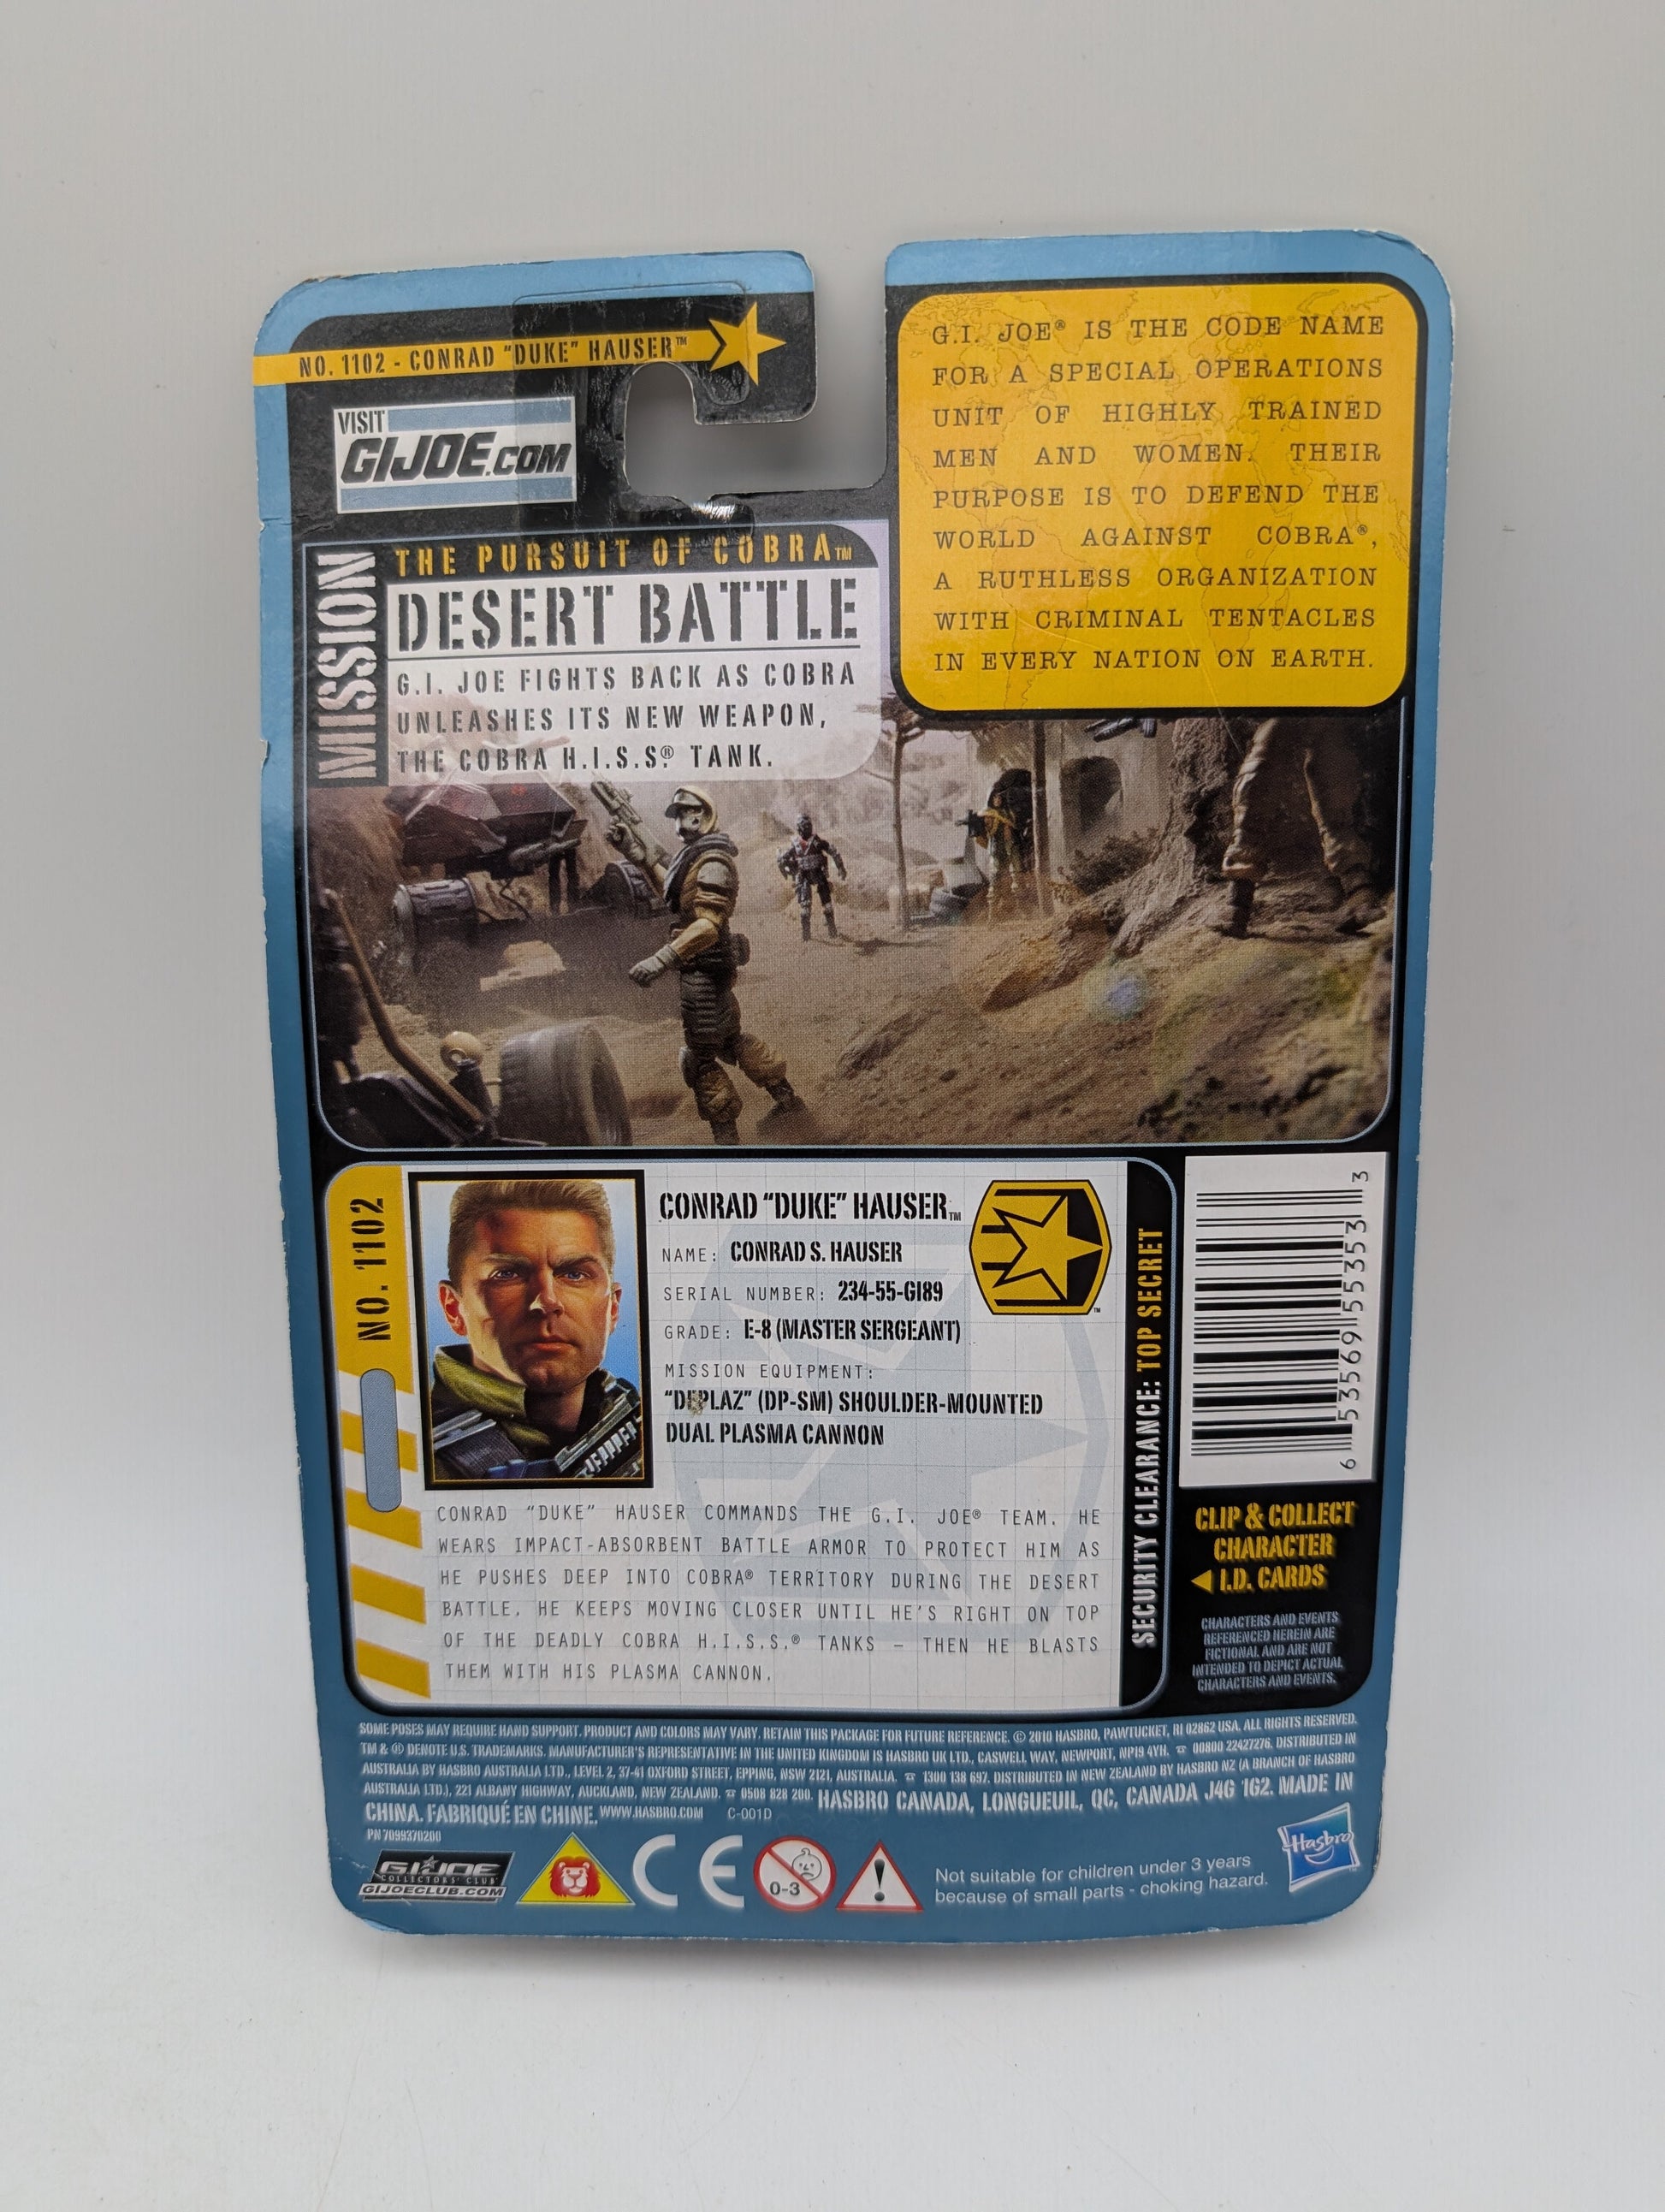 NO. 1102 - CONRAD "DUKE" HAUSER™
VISIT
GIJOE.COM
G.I. JOE® IS THE CODE NAME
FOR A SPECIAL OPERATIONS
UNIT OF HIGHLY TRAINED
MEN AND WOMEN. THEIR
PURPOSE IS TO DEFEND THE
WORLD AGAINST COBRA®,
A RUTHLESS ORGANIZATION
WITH CRIMINAL TENTACLES
IN EVERY NATION ON EARTH.
MISSION
THE PURSUIT OF COBRA™
DESERT BATTLE
G.I. JOE FIGHTS BACK AS COBRA
UNLEASHES ITS NEW WEAPON,
THE COBRA H.I.S.S.® TANK.
NO. 1102
CONRAD "DUKE" HAUSER™
NAME: CONRAD S. HAUSER
SERIAL NUMBER: 234-55-GI89
GRADE: E-8 (MASTER SERGEANT)
MISSION EQUIPMENT:
"DEPLAZ" (DP-SM) SHOULDER-MOUNTED
DUAL PLASMA CANNON
™
CONRAD "DUKE" HAUSER COMMANDS THE G.I. JOE® TEAM. HE
WEARS IMPACT-ABSORBENT BATTLE ARMOR TO PROTECT HIM AS
HE PUSHES DEEP INTO COBRA® TERRITORY DURING THE DESERT
BATTLE. HE KEEPS MOVING CLOSER UNTIL HE'S RIGHT ON TOP
OF THE DEADLY COBRA H.I.S.S.® TANKS – THEN HE BLASTS
THEM WITH HIS PLASMA CANNON.
SECURITY CLEARANCE: TOP SECRET
6 53569 55353 3
CLIP & COLLECT
CHARACTER
I.D. CARDS
CHARACTERS AND EVENTS
REFERENCED HEREIN ARE
FICTIONAL AND ARE NOT
INTENDED TO DEPICT ACTUAL
CHARACTERS AND EVENTS.
SOME POSES MAY REQUIRE HAND SUPPORT. PRODUCT AND COLORS MAY VARY. RETAIN THIS PACKAGE FOR FUTURE REFERENCE. © 2010 HASBRO, PAWTUCKET, RI 02862 USA. ALL RIGHTS RESERVED.
TM & ® DENOTE U.S. TRADEMARKS. MANUFACTURER'S REPRESENTATIVE IN THE UNITED KINGDOM IS HASBRO UK LTD., CASWELL WAY, NEWPORT, NP19 4YH. ☎ 00800 22427276. DISTRIBUTED IN
AUSTRALIA BY HASBRO AUSTRALIA LTD., LEVEL 2, 37-41 OXFORD STREET, EPPING, NSW 2121, AUSTRALIA. ☎ 1300 138 697. DISTRIBUTED IN NEW ZEALAND BY HASBRO NZ (A BRANCH OF HASBRO
AUSTRALIA LTD.), 221 ALBANY HIGHWAY, AUCKLAND, NEW ZEALAND. ☎ 0508 828 200. HASBRO CANADA, LONGUEUIL, QC, CANADA J4G 1G2. MADE IN
CHINA. FABRIQUÉ EN CHINE. WWW.HASBRO.COM C-001D
PN 7099370200
GI JOE
COLLECTORS' CLUB
GIJOECLUB.COM
CE
0-3
!
Not suitable for children under 3 years
because of small parts - choking hazard.
Hasbro